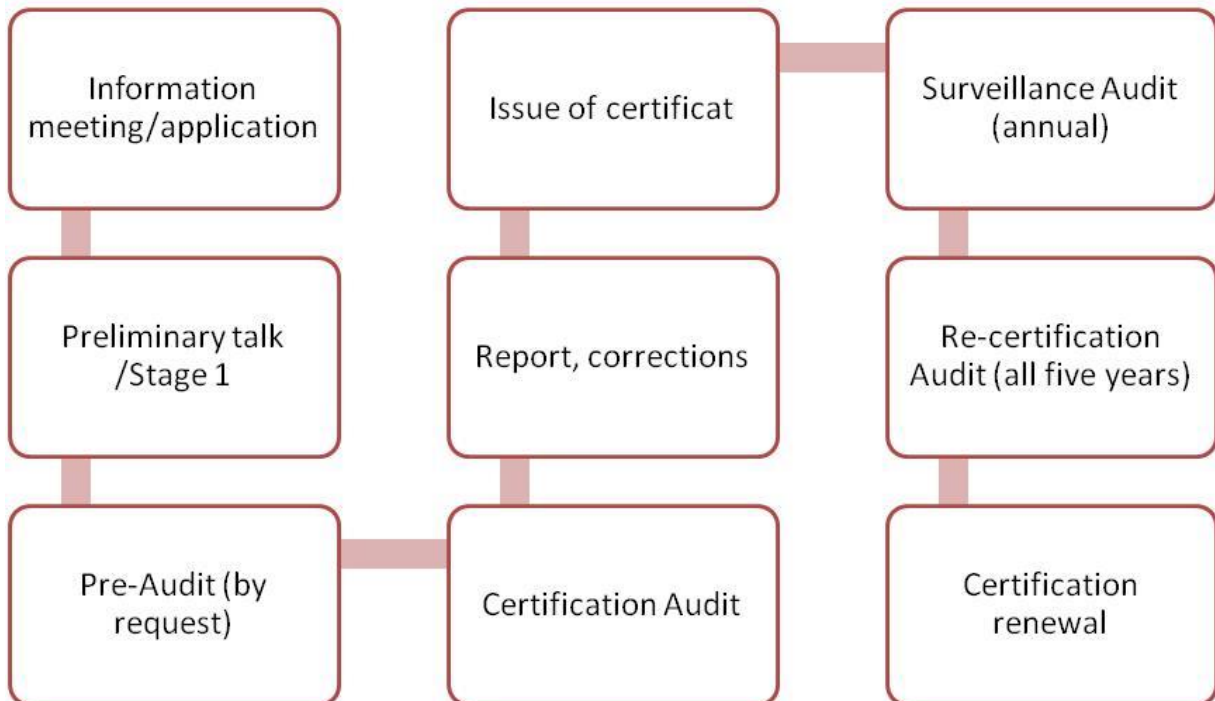 Information
meeting/application
Preliminary talk
/Stage 1
Pre-Audit (by
request)
Certification Audit
Report, corrections
Issue of certificat
Surveillance Audit
(annual)
Re-certification
Audit (all five years)
Certification
renewal